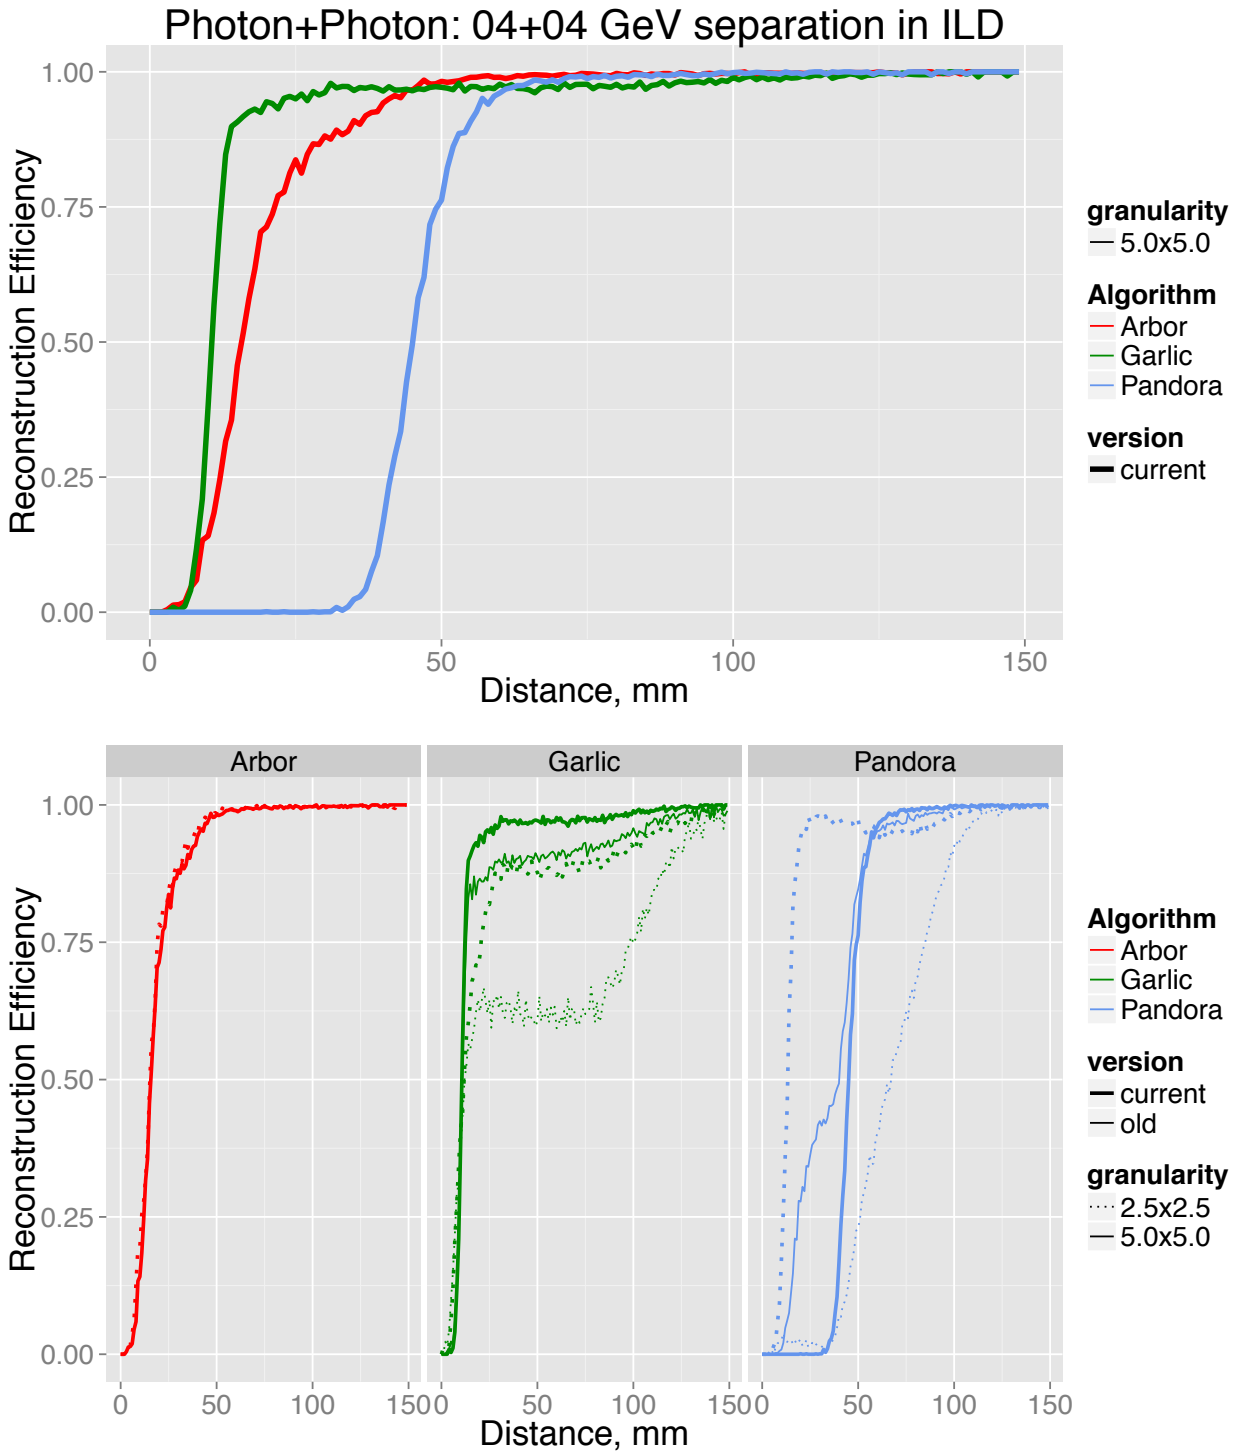 Photon+Photon: 04+04 GeV separation in ILD
Reconstruction Efficiency
1.00
0.75
0.50
0.25
0.00
0 50 100 150
Distance, mm
granularity
5.0x5.0
Algorithm
Arbor
Garlic
Pandora
version
current
Arbor Garlic Pandora
Reconstruction Efficiency
1.00
0.75
0.50
0.25
0.00
0 50 100 150 0 50 100 150 0 50 100 150
Distance, mm
Algorithm
Arbor
Garlic
Pandora
version
current
old
granularity
2.5x2.5
5.0x5.0